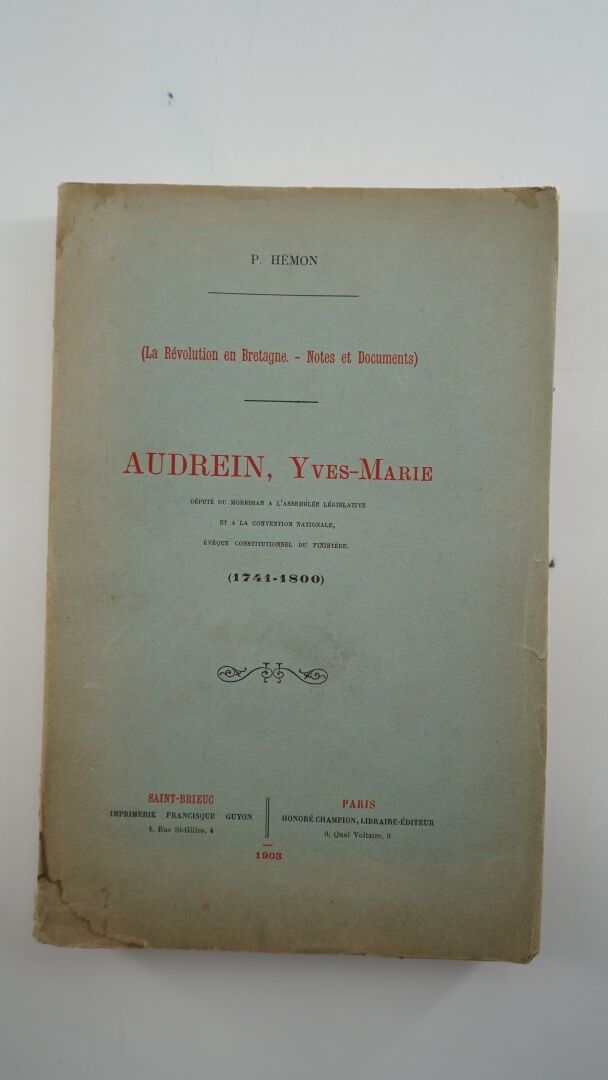 P. HÉMON
(La Révolution en Bretagne. - Notes et Documents)
AUDREIN, YVES-MARIE
DÉPUTÉ DU MORBIHAN A L'ASSEMBLÉE LÉGISLATIVE
ET A LA CONVENTION NATIONALE,
ÉVÊQUE CONSTITUTIONNEL DU FINISTÈRE.
(1741-1800)
SAINT-BRIEUC
IMPRIMERIE FRANCISQUE GUYON
4, Rue St-Gilles, 4
PARIS
HONORÉ CHAMPION, LIBRAIRE-ÉDITEUR
9, Quai Voltaire, 9
1903